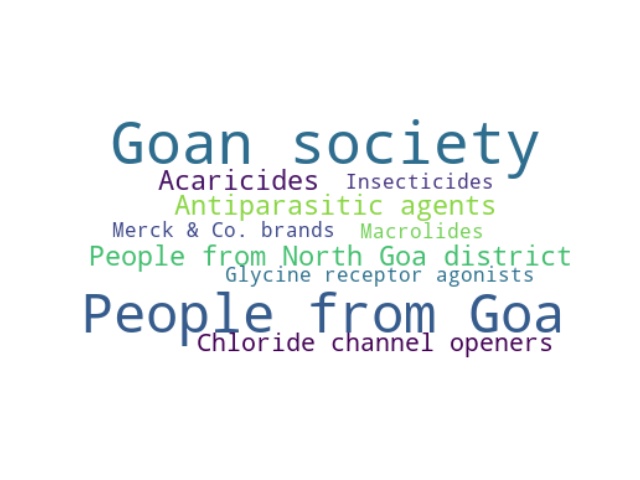 Goan society
Acaricides Insecticides
Antiparasitic agents
Merck & Co. brands Macrolides
People from North Goa district
Glycine receptor agonists
People from Goa
Chloride channel openers